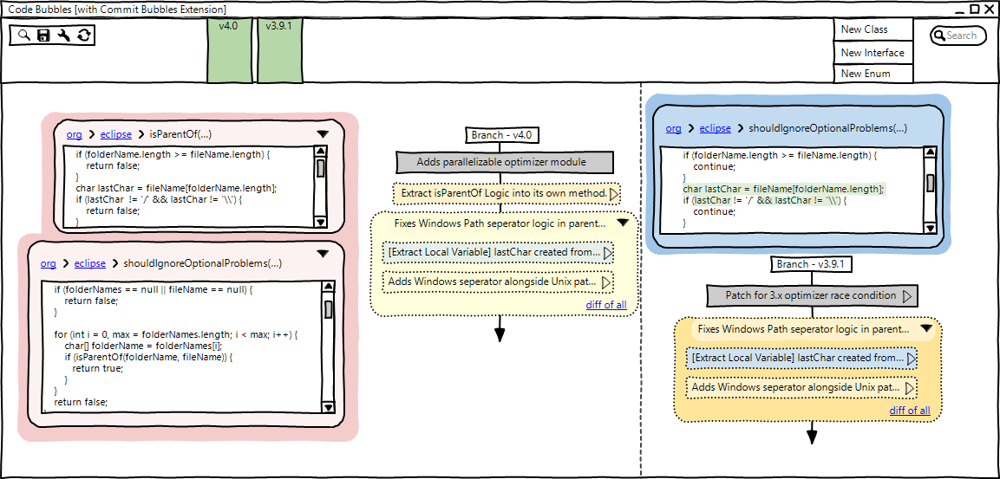 Code Bubbles [with Commit Bubbles Extension]
v4.0
v3.9.1
New Class
New Interface
New Enum
Search
org > eclipse > isParentOf(...)
if (folderName.length >= fileName.length) {
return false;
}
char lastChar = fileName[folderName.length];
if (lastChar != '/' && lastChar != '\\') {
return false;
}
org > eclipse > shouldIgnoreOptionalProblems(...)
if (folderNames == null || fileName == null) {
return false;
}
for (int i = 0, max = folderNames.length; i < max; i++) {
char[] folderName = folderNames[i];
if (isParentOf(folderName, fileName)) {
return true;
}
}
return false;
Branch - v4.0
Adds parallelizable optimizer module
Extract isParentOf Logic into its own method.
Fixes Windows Path seperator logic in parent...
[Extract Local Variable] lastChar created from...
Adds Windows seperator alongside Unix pat...
diff of all
org > eclipse > shouldIgnoreOptionalProblems(...)
if (folderName.length >= fileName.length) {
continue;
}
char lastChar = fileName[folderName.length];
if (lastChar != '/' && lastChar != '\\') {
continue;
}
Branch - v3.9.1
Patch for 3.x optimizer race condition
Fixes Windows Path seperator logic in parent...
[Extract Local Variable] lastChar created from...
Adds Windows seperator alongside Unix pat...
diff of all